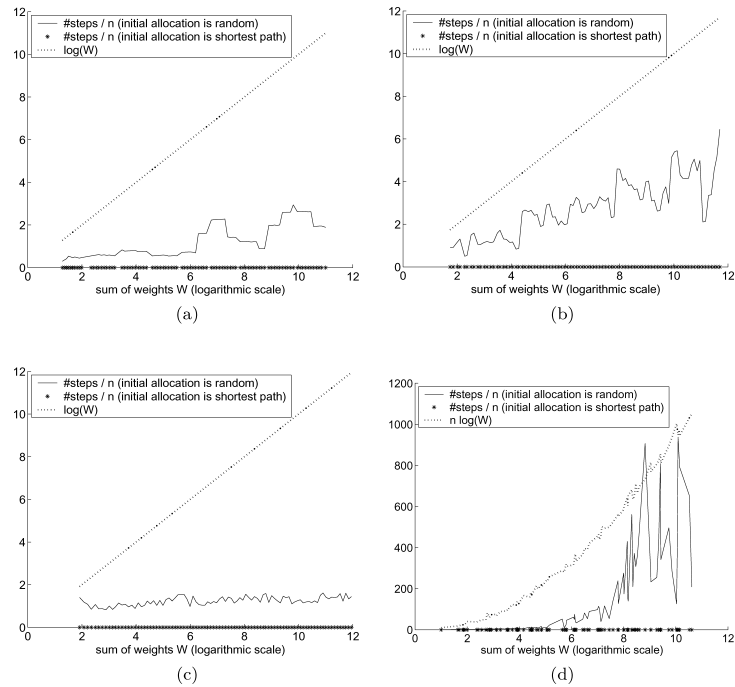 12
#steps / n (initial allocation is random)
#steps / n (initial allocation is shortest path)
log(W)
10
8
6
4
2
0
0 2 4 6 8 10 12
sum of weights W (logarithmic scale)
(a)
12
#steps / n (initial allocation is random)
#steps / n (initial allocation is shortest path)
log(W)
10
8
6
4
2
0
0 2 4 6 8 10 12
sum of weights W (logarithmic scale)
(b)
12
#steps / n (initial allocation is random)
#steps / n (initial allocation is shortest path)
log(W)
10
8
6
4
2
0
0 2 4 6 8 10 12
sum of weights W (logarithmic scale)
(c)
1200
#steps / n (initial allocation is random)
#steps / n (initial allocation is shortest path)
n log(W)
1000
800
600
400
200
0
0 2 4 6 8 10 12
sum of weights W (logarithmic scale)
(d)